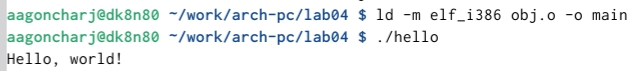 aagoncharj@dk8n80 ~/work/arch-pc/lab04 $ ld -m elf_i386 obj.o -o main
aagoncharj@dk8n80 ~/work/arch-pc/lab04 $ ./hello
Hello, world!